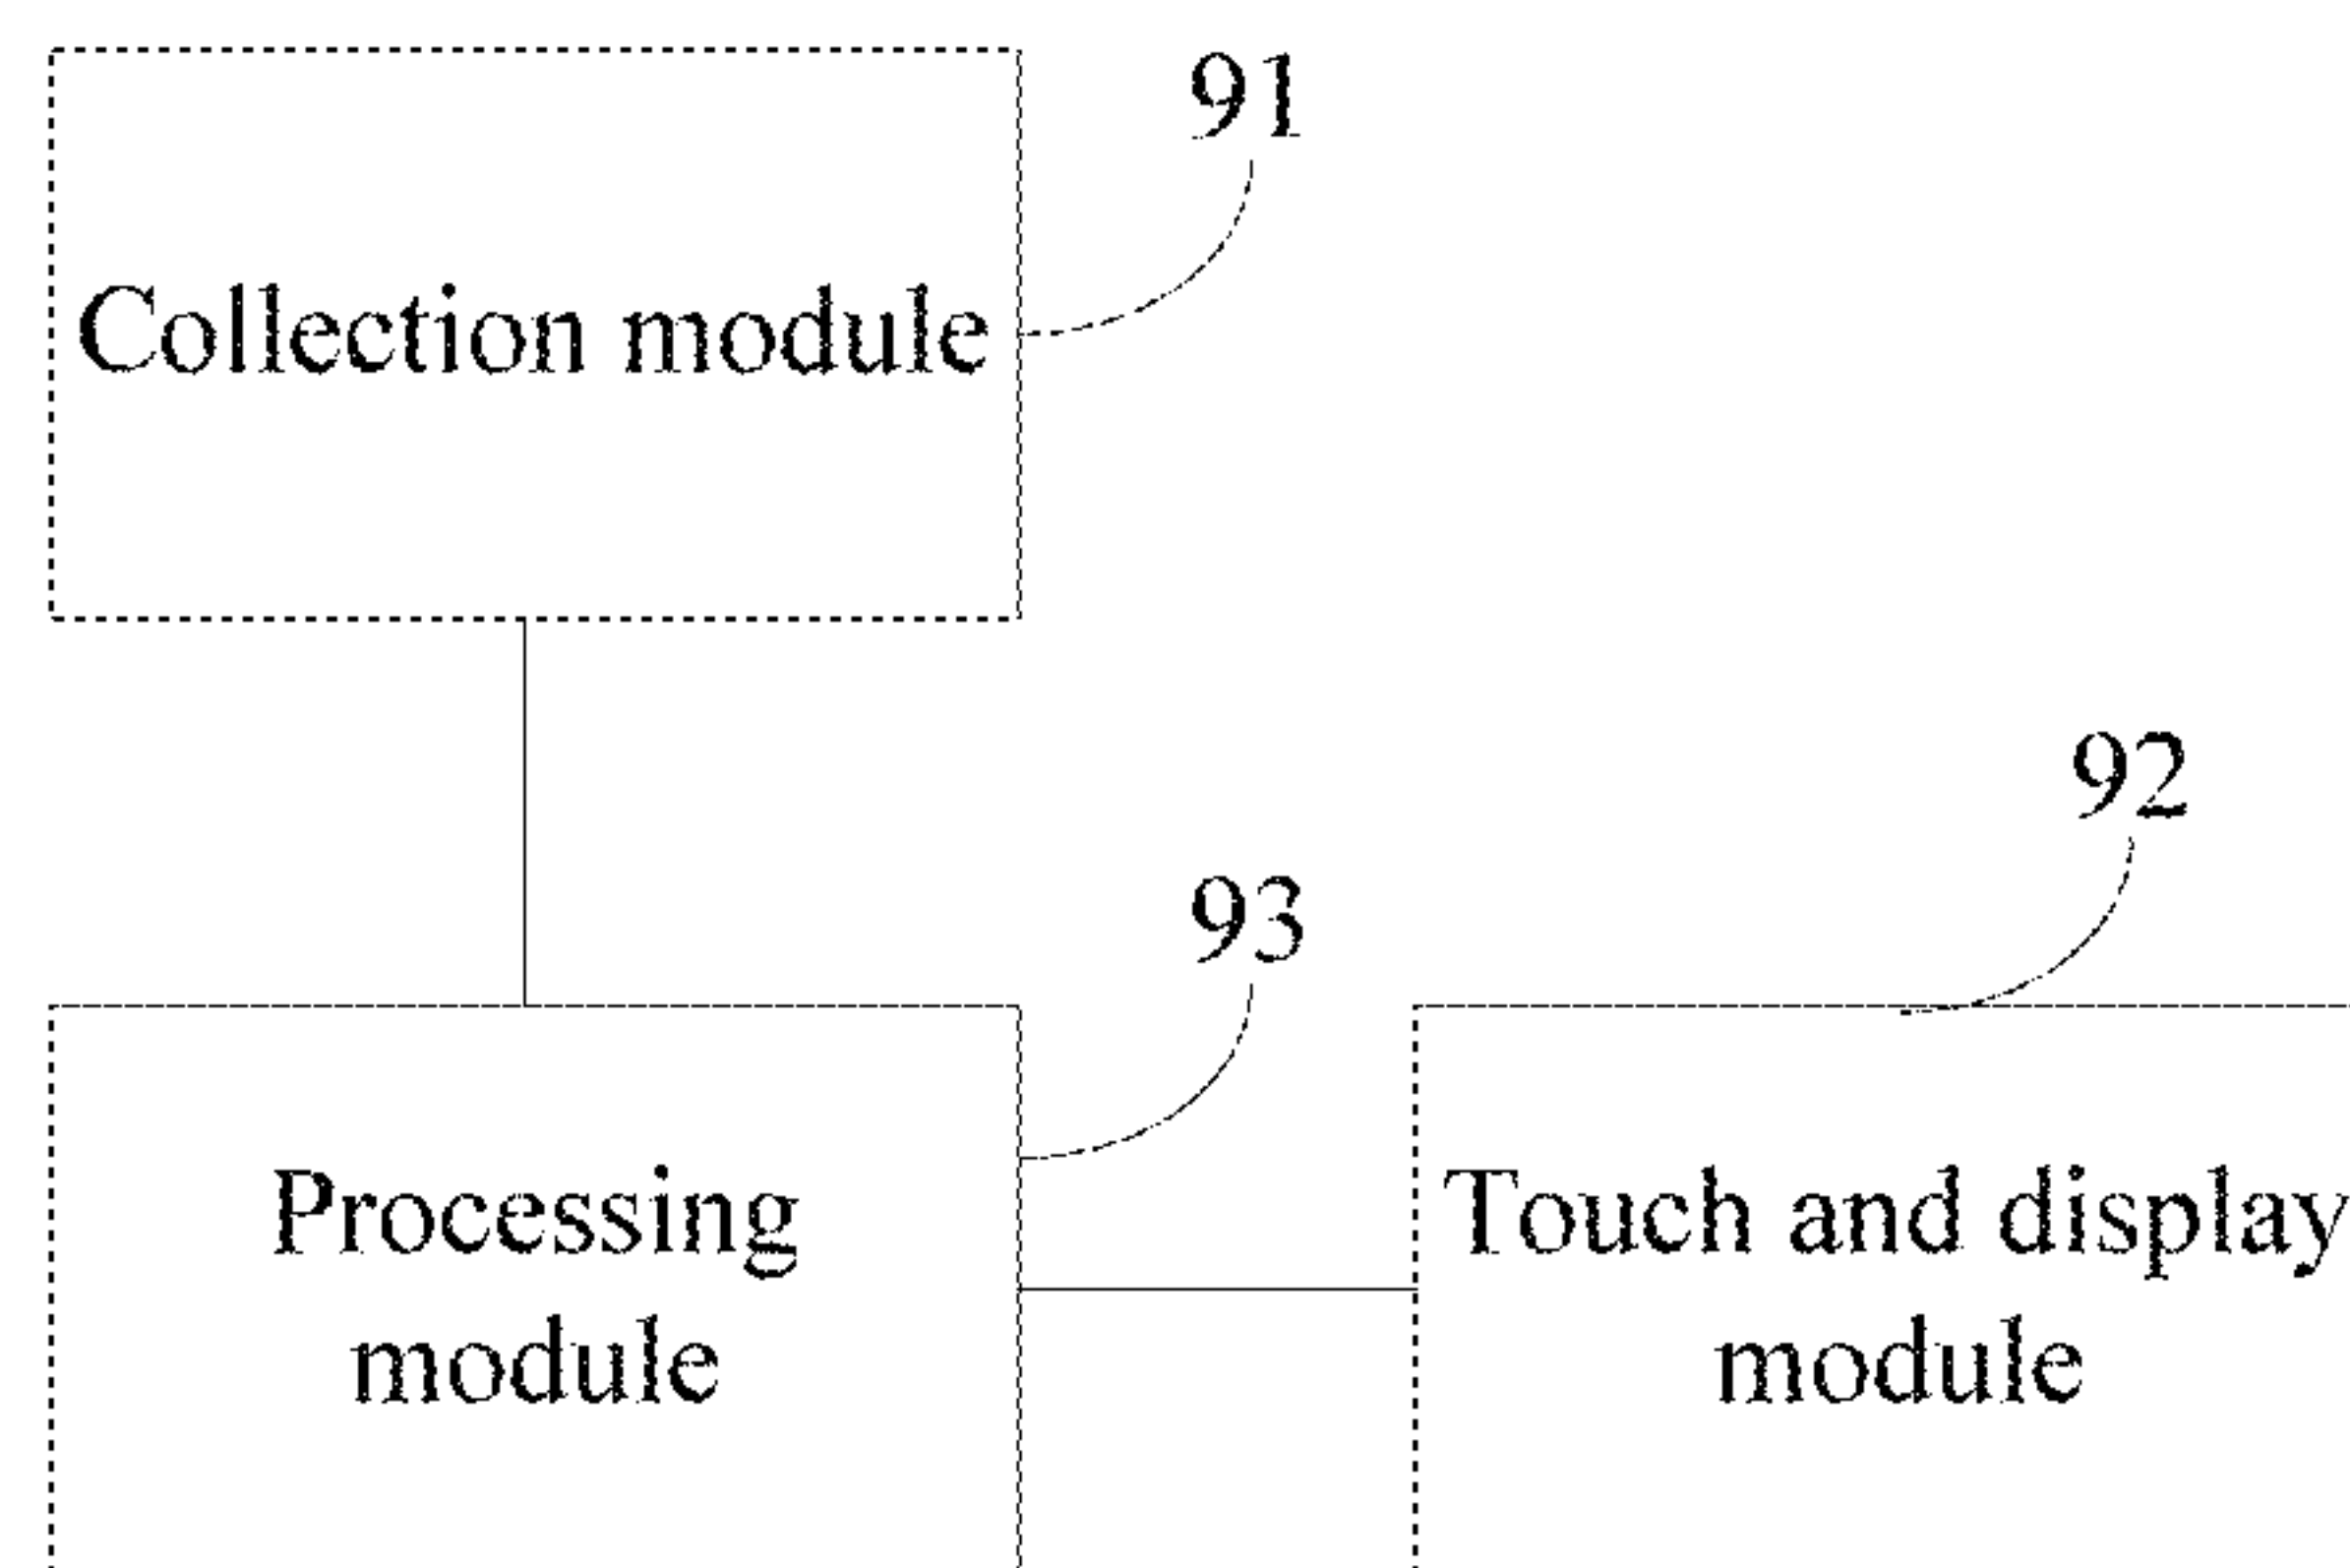 91
Collection module
92
93
Processing
module
Touch and display
module